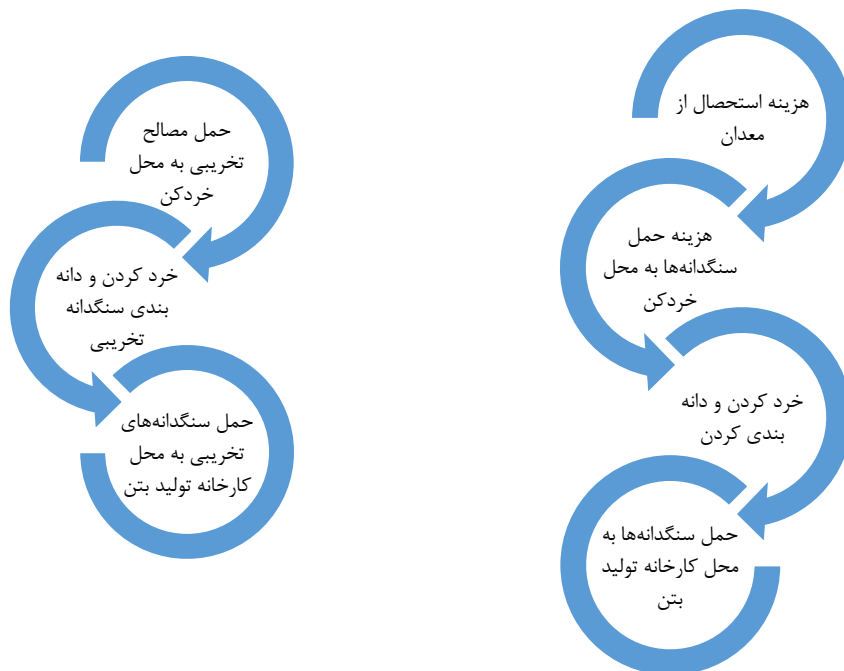 هزینه استحصال از
معدان
هزینه حمل
سنگدانه‌ها به محل
خردکن
خرد کردن و دانه
بندی کردن
حمل سنگدانه‌ها به
محل کارخانه تولید
بتن
حمل مصالح
تخریبی به محل
خردکن
خرد کردن و دانه
بندی سنگدانه
تخریبی
حمل سنگدانه‌های
تخریبی به محل
کارخانه تولید بتن